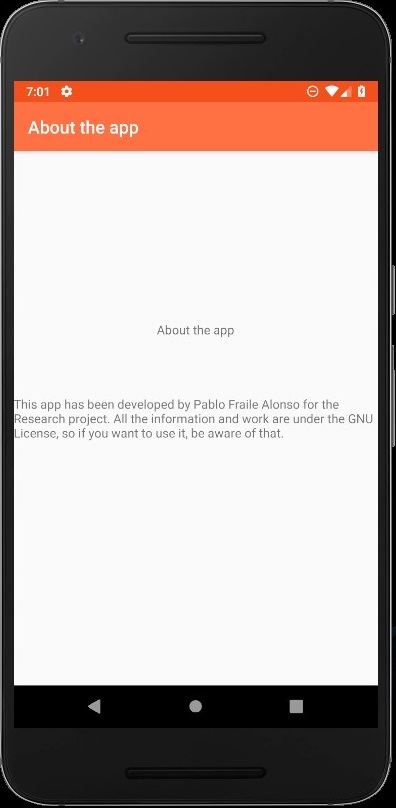 7:01
About the app
About the app
This app has been developed by Pablo Fraile Alonso for the
Research project. All the information and work are under the GNU
License, so if you want to use it, be aware of that.